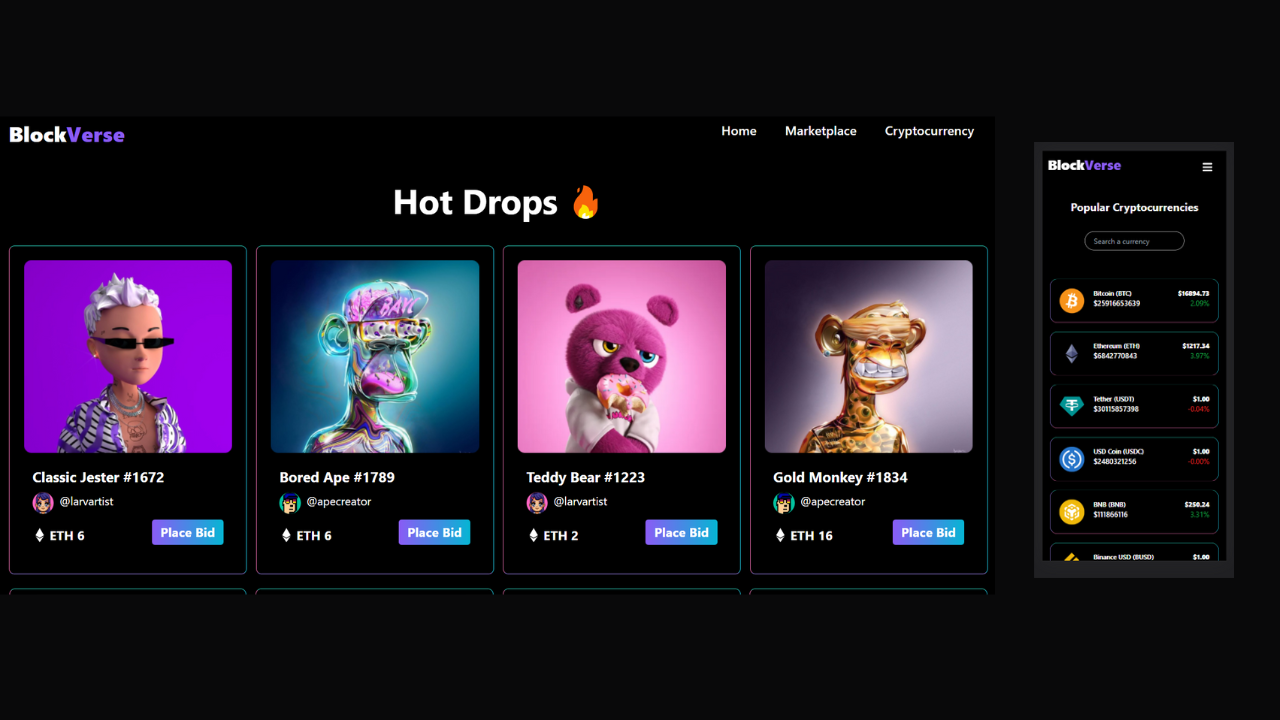 BlockVerse
Home Marketplace Cryptocurrency
Hot Drops 🔥
Classic Jester #1672
@larvartist
ETH 6
Place Bid
Bored Ape #1789
@apecreator
ETH 6
Place Bid
Teddy Bear #1223
@larvartist
ETH 2
Place Bid
Gold Monkey #1834
@apecreator
ETH 16
Place Bid
BlockVerse
Popular Cryptocurrencies
Search a currency
Bitcoin (BTC) $16894.73
$25916653639 2.09%
Ethereum (ETH) $1217.34
$6842770843 3.97%
Tether (USDT) $1.00
$30115857398 -0.04%
USD Coin (USDC) $1.00
$2480321256 -0.00%
BNB (BNB) $250.24
$111866116 3.31%
Binance USD (BUSD) $1.00